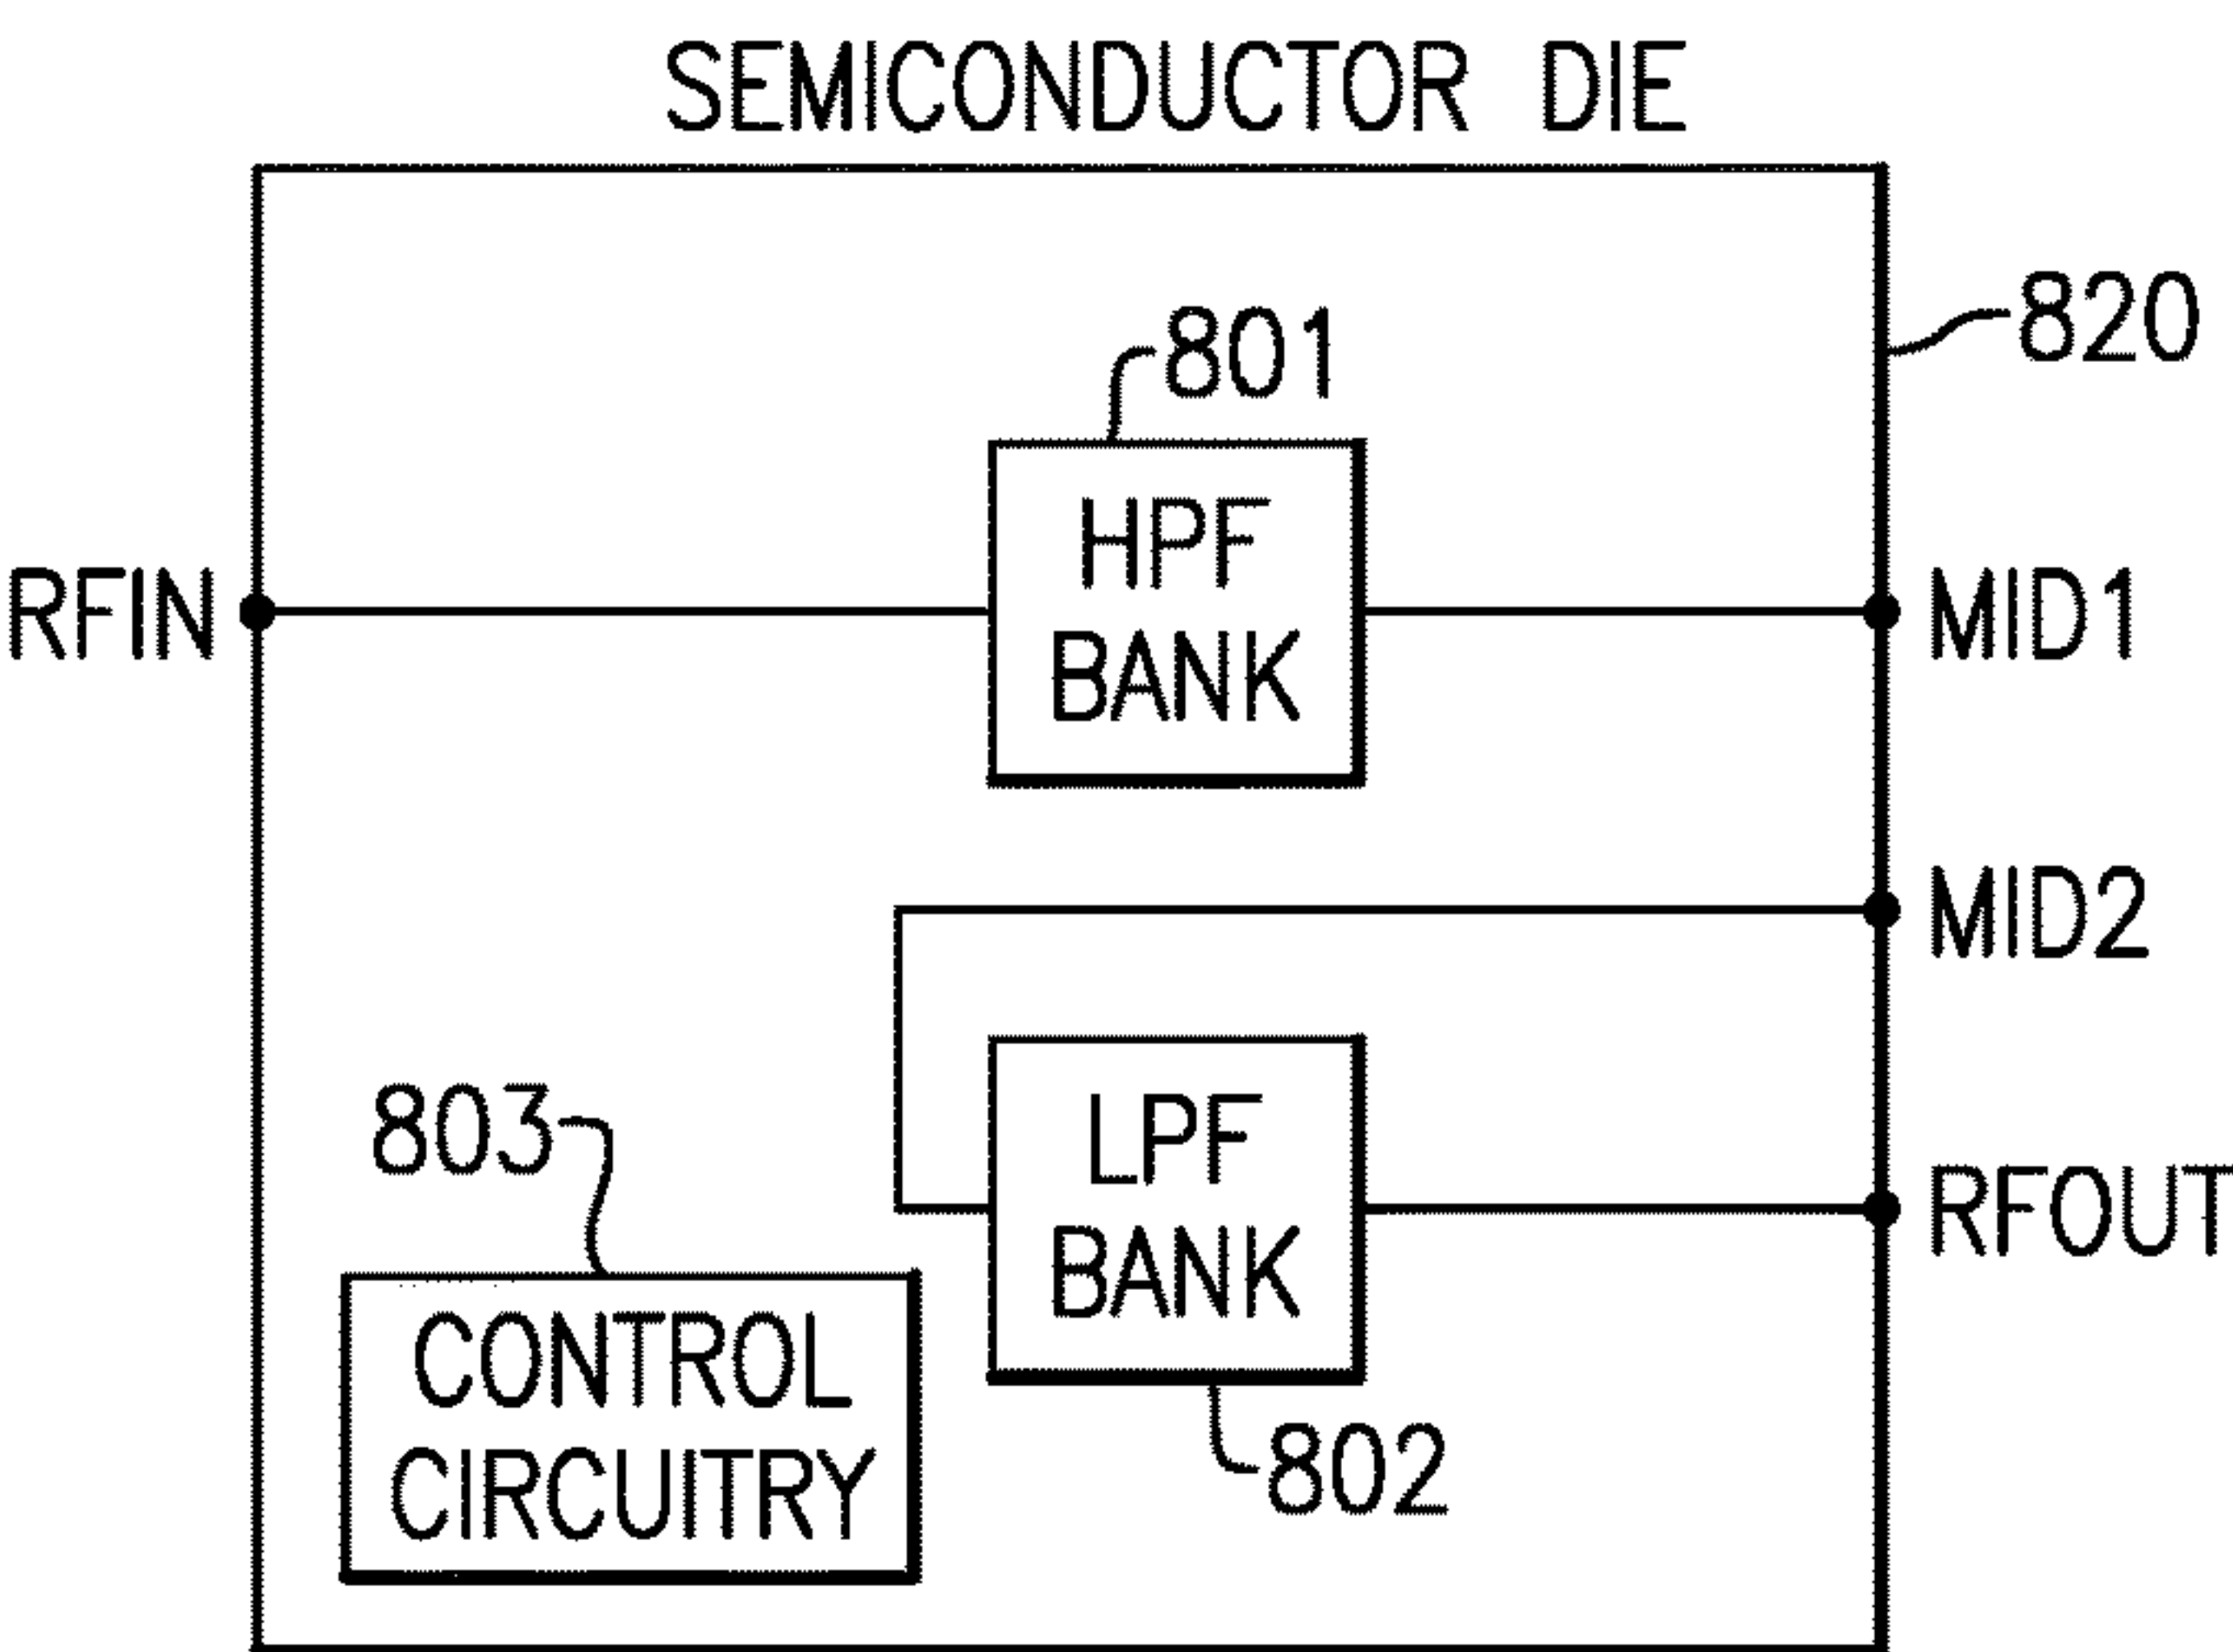 SEMICONDUCTOR DIE
820
801
HPF
BANK
RFIN
MID1
MID2
803
LPF
BANK
RFOUT
CONTROL
CIRCUITRY
802